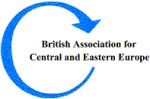 British Association for
Central and Eastern Europe